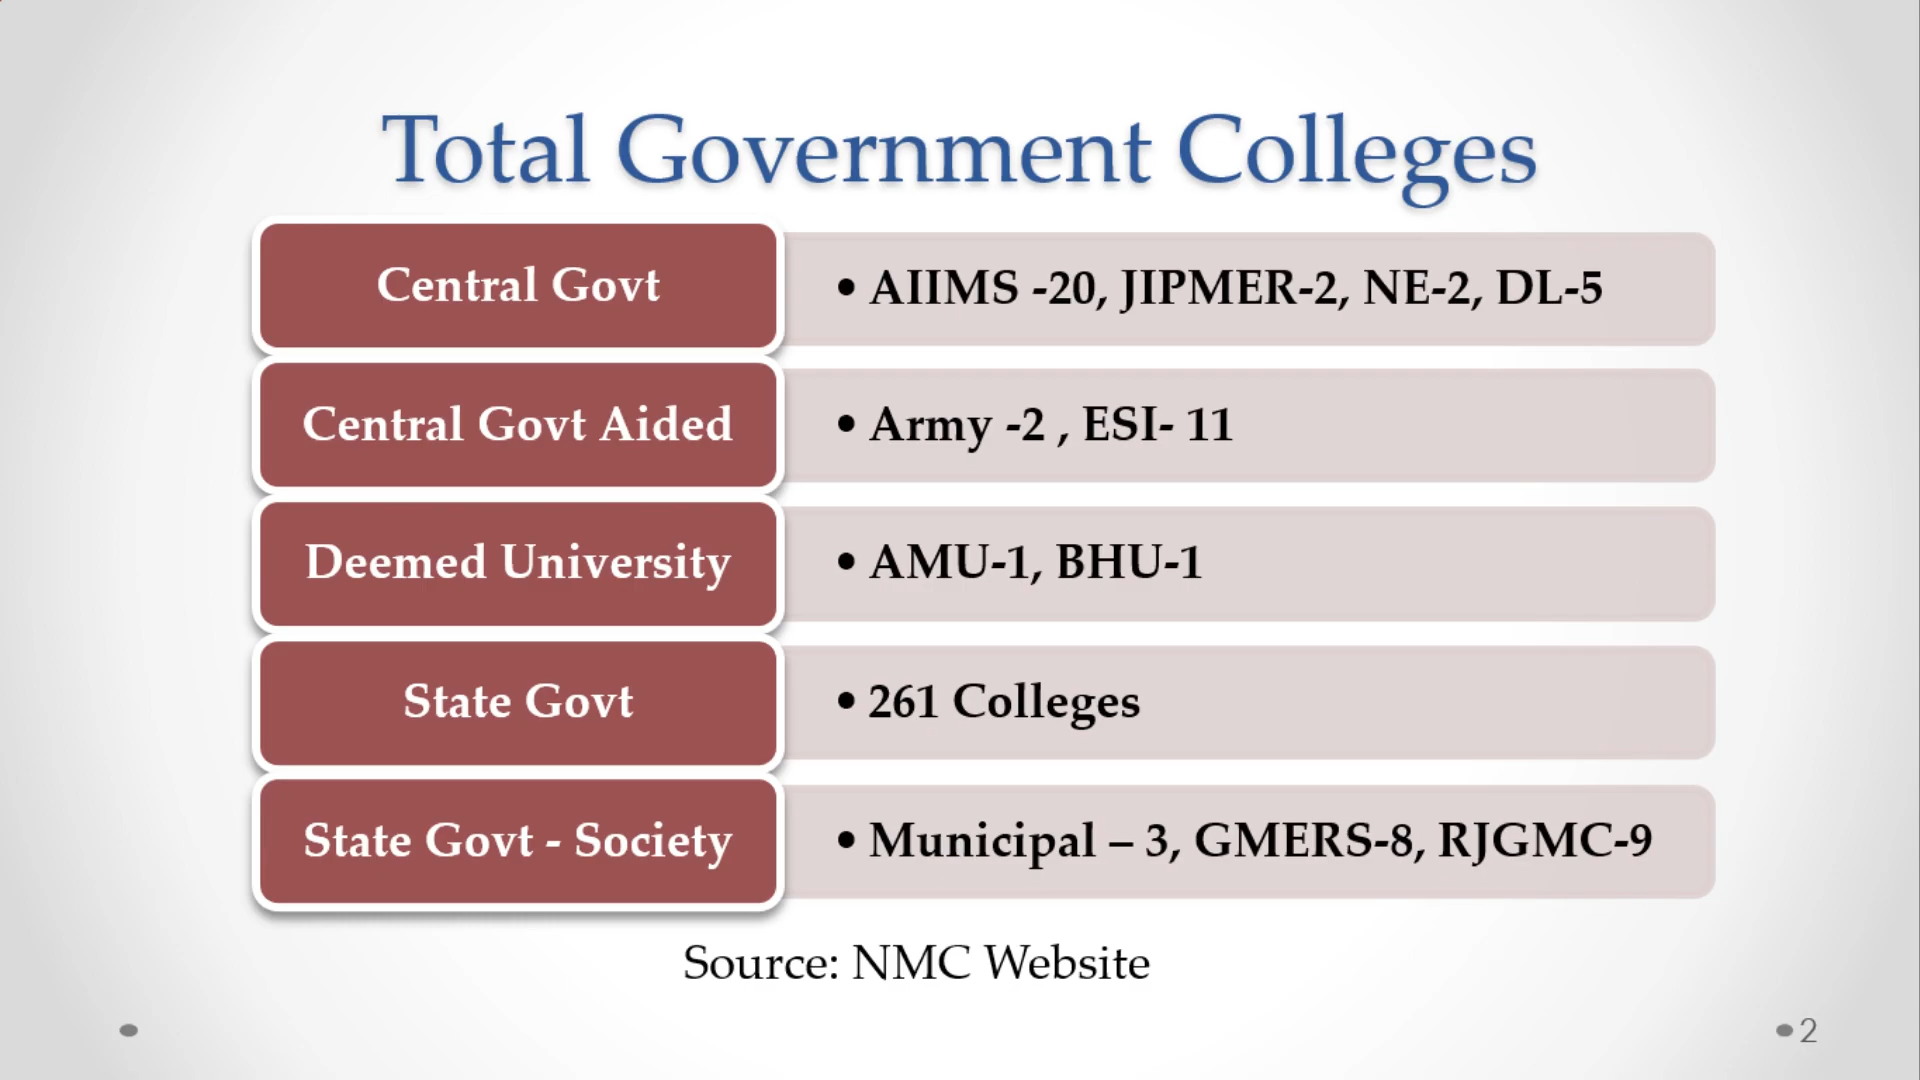 Total Government Colleges
Central Govt
• AIIMS -20, JIPMER-2, NE-2, DL-5
Central Govt Aided
• Army -2 , ESI- 11
Deemed University
• AMU-1, BHU-1
State Govt
• 261 Colleges
State Govt - Society
• Municipal – 3, GMERS-8, RJGMC-9
Source: NMC Website
2